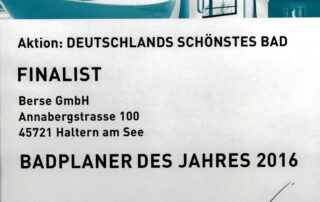 Aktion: DEUTSCHLANDS SCHÖNSTES BAD
FINALIST
Berse GmbH
Annabergstrasse 100
45721 Haltern am See
BADPLANER DES JAHRES 2016